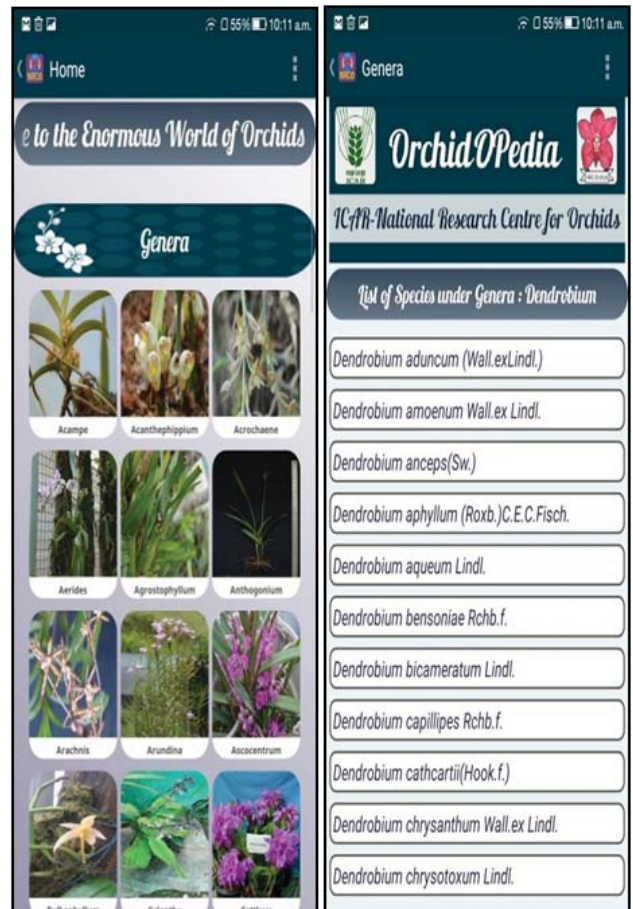 55% 10:11 a.m.
Home
e to the Enormous World of Orchids
Genera
Acampe
Acanthephippium
Acrochaene
Aerides
Agrostophyllum
Anthogonium
Arachnis
Arundina
Ascocentrum
55% 10:11 a.m.
Genera
ICAR
OrchidOPedia
ICAR-National Research Centre for Orchids
List of Species under Genera : Dendrobium
Dendrobium aduncum (Wall.exLindl.)
Dendrobium amoenum Wall.ex Lindl.
Dendrobium anceps(Sw.)
Dendrobium aphyllum (Roxb.)C.E.C.Fisch.
Dendrobium aqueum Lindl.
Dendrobium bensoniae Rchb.f.
Dendrobium bicameratum Lindl.
Dendrobium capillipes Rchb.f.
Dendrobium cathcartii(Hook.f.)
Dendrobium chrysanthum Wall.ex Lindl.
Dendrobium chrysotoxum Lindl.